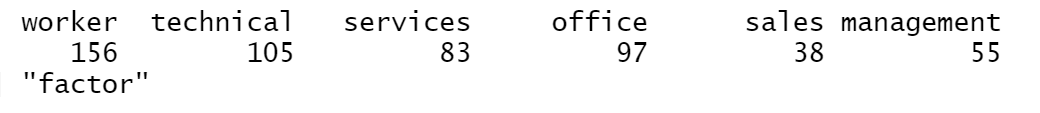 worker technical services office sales management
156 105 83 97 38 55
"factor"